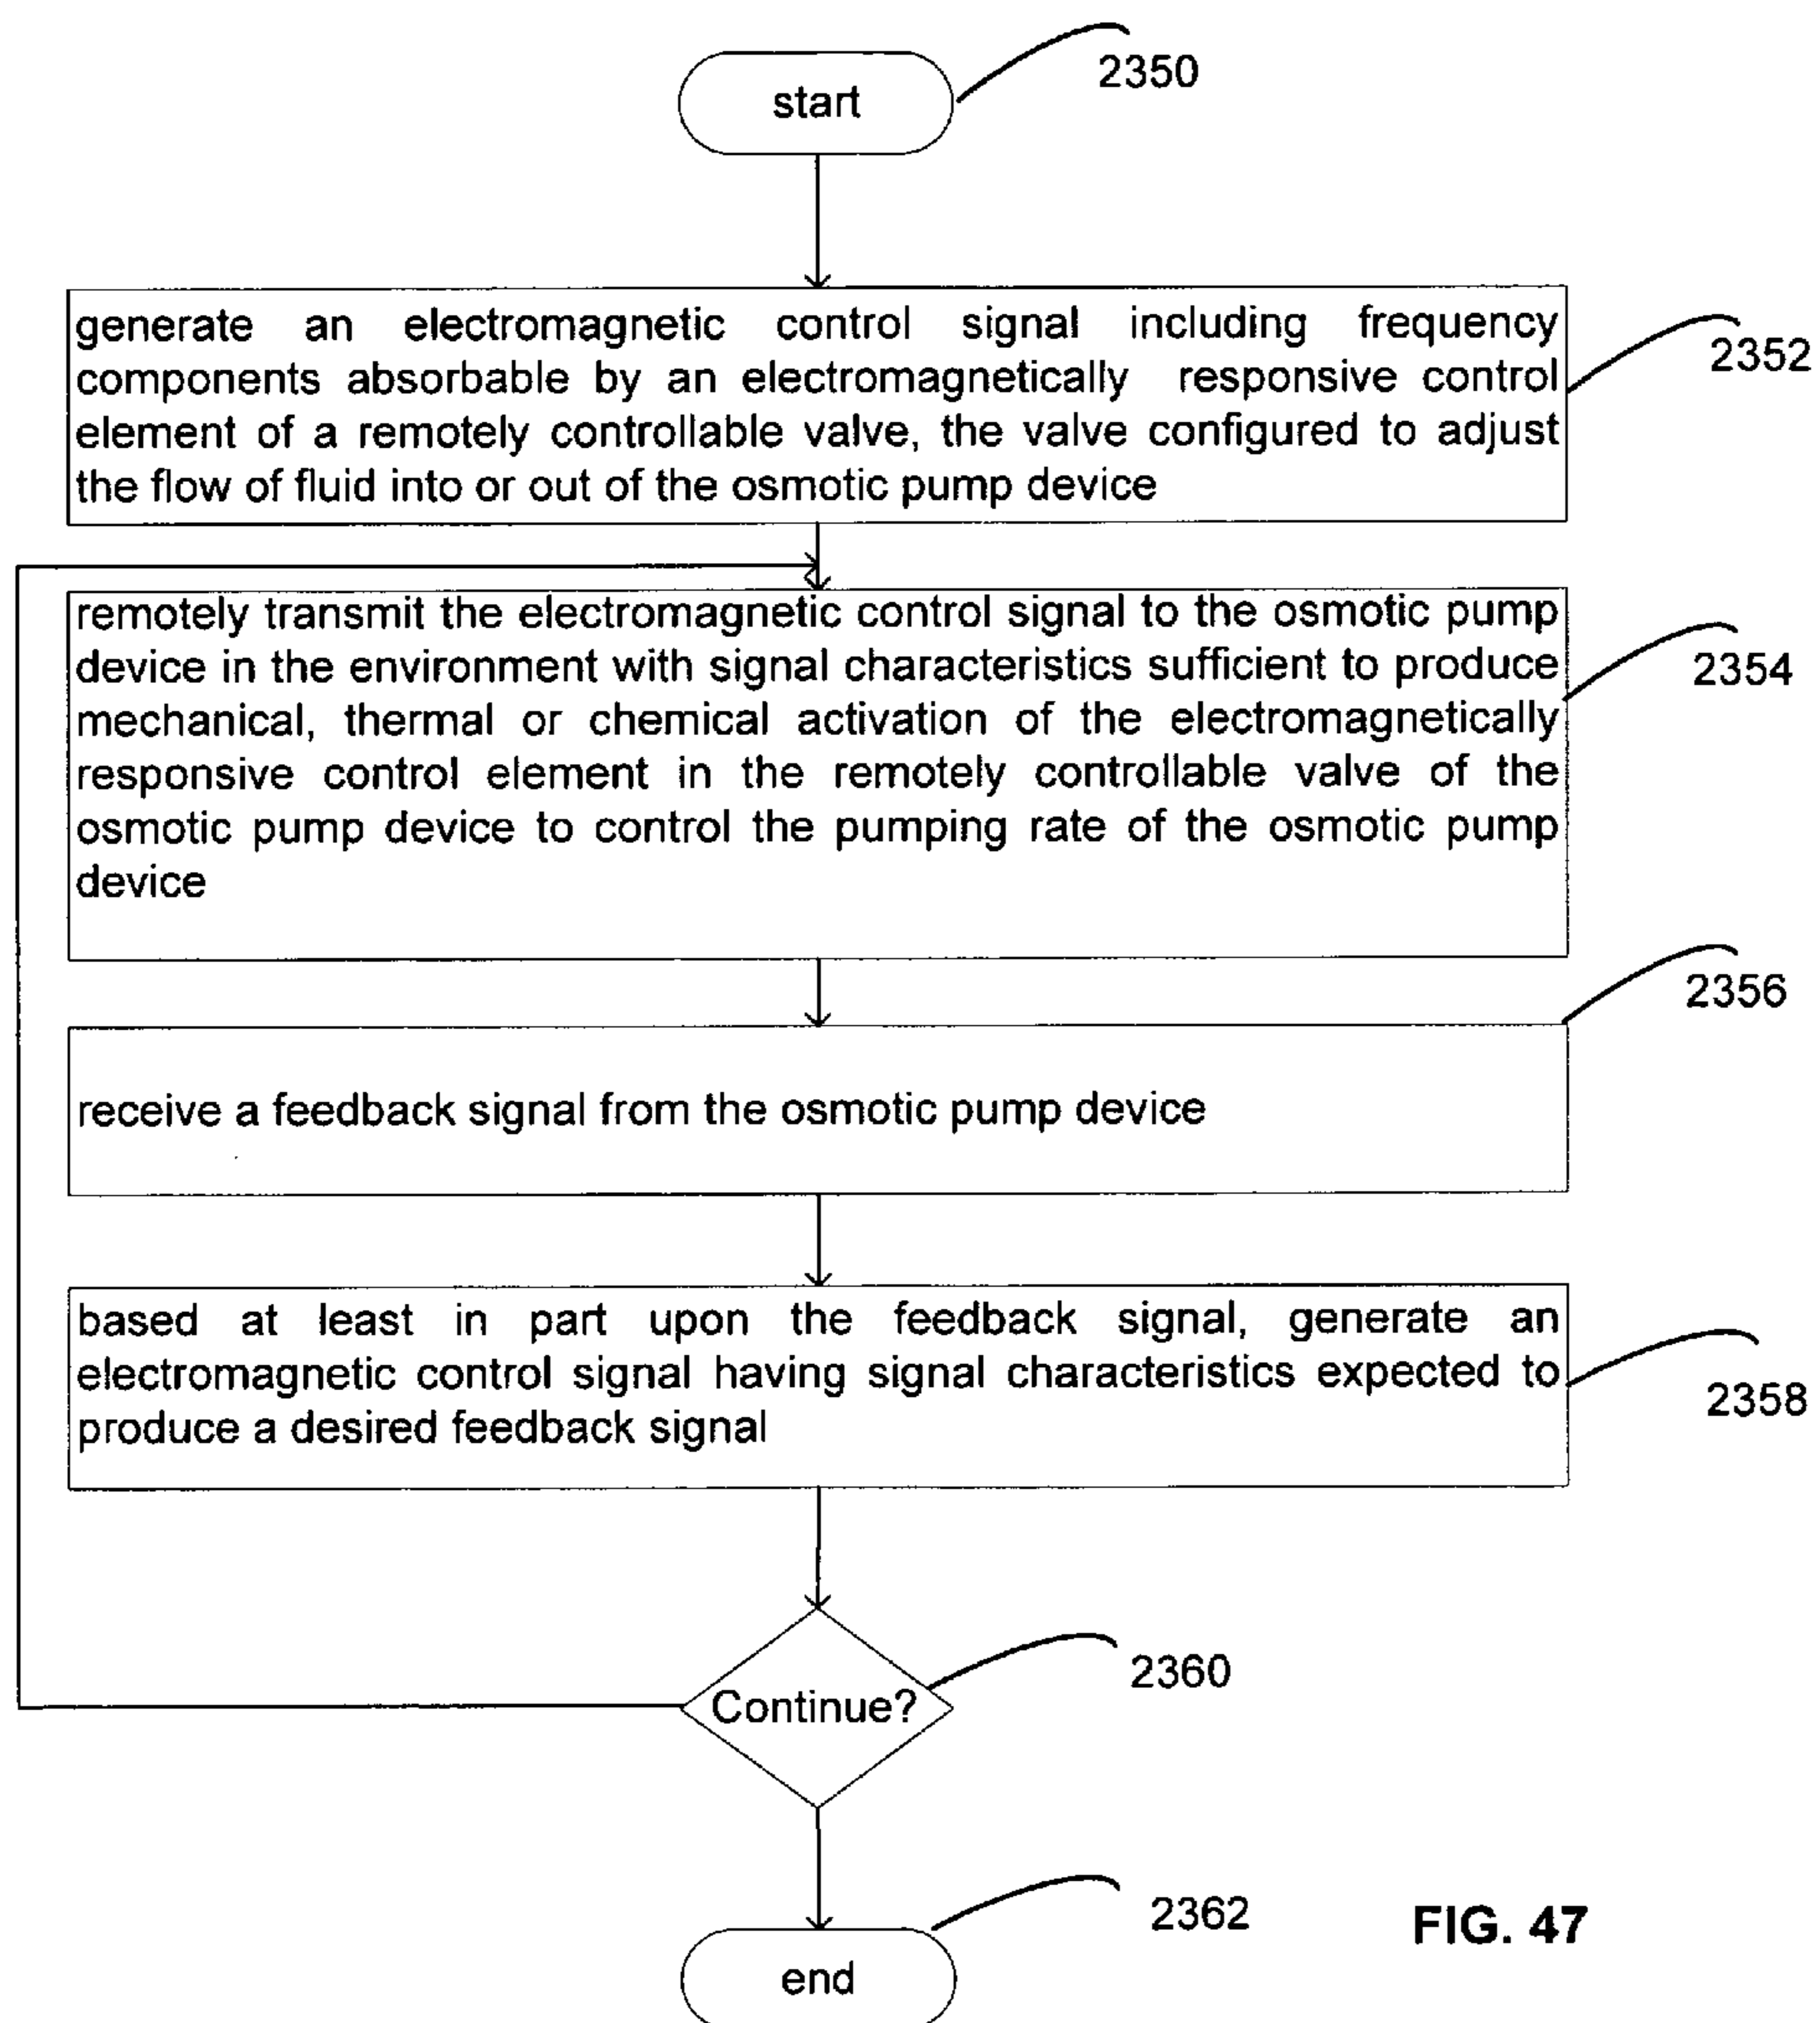 2350
start
generate an electromagnetic control signal including frequency
components absorbable by an electromagnetically responsive control
element of a remotely controllable valve, the valve configured to adjust
the flow of fluid into or out of the osmotic pump device
2352
remotely transmit the electromagnetic control signal to the osmotic pump
device in the environment with signal characteristics sufficient to produce
mechanical, thermal or chemical activation of the electromagnetically
responsive control element in the remotely controllable valve of the
osmotic pump device to control the pumping rate of the osmotic pump
device
2354
2356
receive a feedback signal from the osmotic pump device
based at least in part upon the feedback signal, generate an
electromagnetic control signal having signal characteristics expected to
produce a desired feedback signal
2358
2360
Continue?
2362
FIG. 47
end